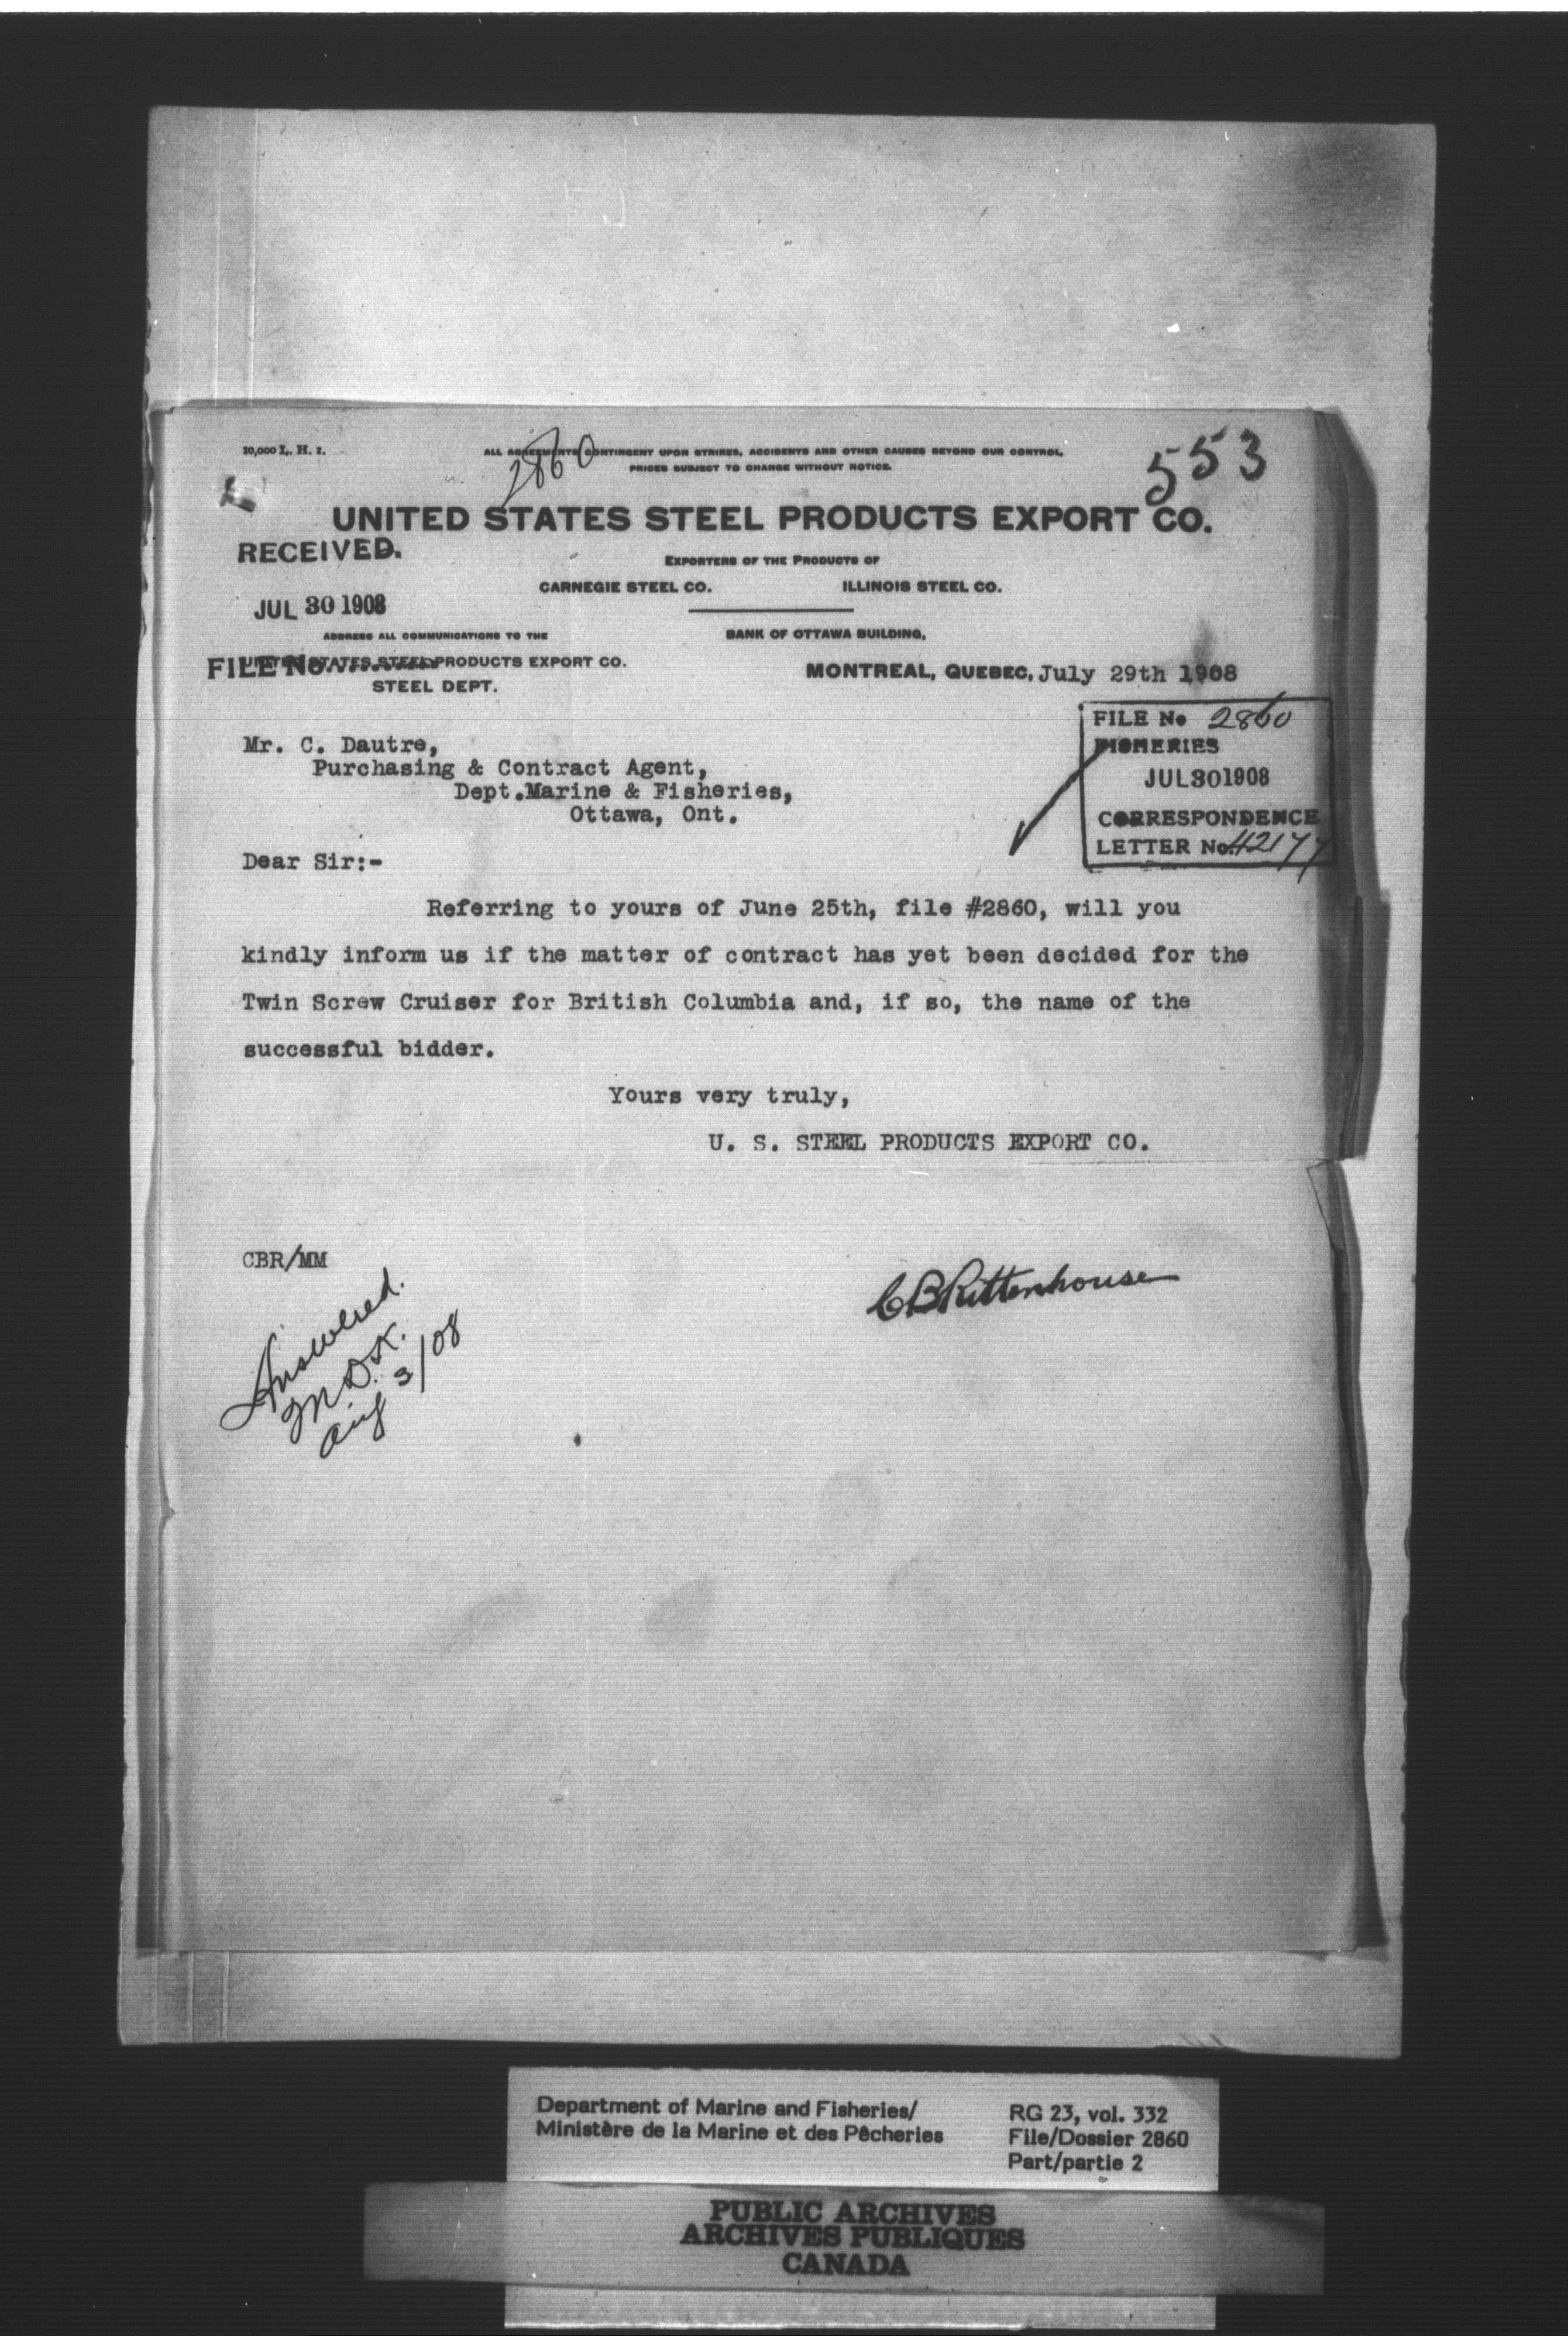 10,000 L. H. 1.
ALL AGREEMENTS CONTINGENT UPON STRIKES, ACCIDENTS AND OTHER CAUSES BEYOND OUR CONTROL,
PRICES SUBJECT TO CHANGE WITHOUT NOTICE.
2860
553
UNITED STATES STEEL PRODUCTS EXPORT CO.
RECEIVED.
EXPORTERS OF THE PRODUCTS OF
CARNEGIE STEEL CO. ILLINOIS STEEL CO.
JUL 30 1908
ADDRESS ALL COMMUNICATIONS TO THE
BANK OF OTTAWA BUILDING,
UNITED STATES STEEL PRODUCTS EXPORT CO.
FILE No...........
STEEL DEPT.
MONTREAL, QUEBEC, July 29th 1908
FILE No 2860
FISHERIES
JUL 30 1908
CORRESPONDENCE
LETTER No. 42177
Mr. C. Dautre,
Purchasing & Contract Agent,
Dept.Marine & Fisheries,
Ottawa, Ont.
Dear Sir:-
Referring to yours of June 25th, file #2860, will you
kindly inform us if the matter of contract has yet been decided for the
Twin Screw Cruiser for British Columbia and, if so, the name of the
successful bidder.
Yours very truly,
U. S. STEEL PRODUCTS EXPORT CO.
CBR/MM
CBRittenhouse
Answered.
M.D.K.
Aug 3/08
Department of Marine and Fisheries/
Ministère de la Marine et des Pêcheries
RG 23, vol. 332
File/Dossier 2860
Part/partie 2
PUBLIC ARCHIVES
ARCHIVES PUBLIQUES
CANADA